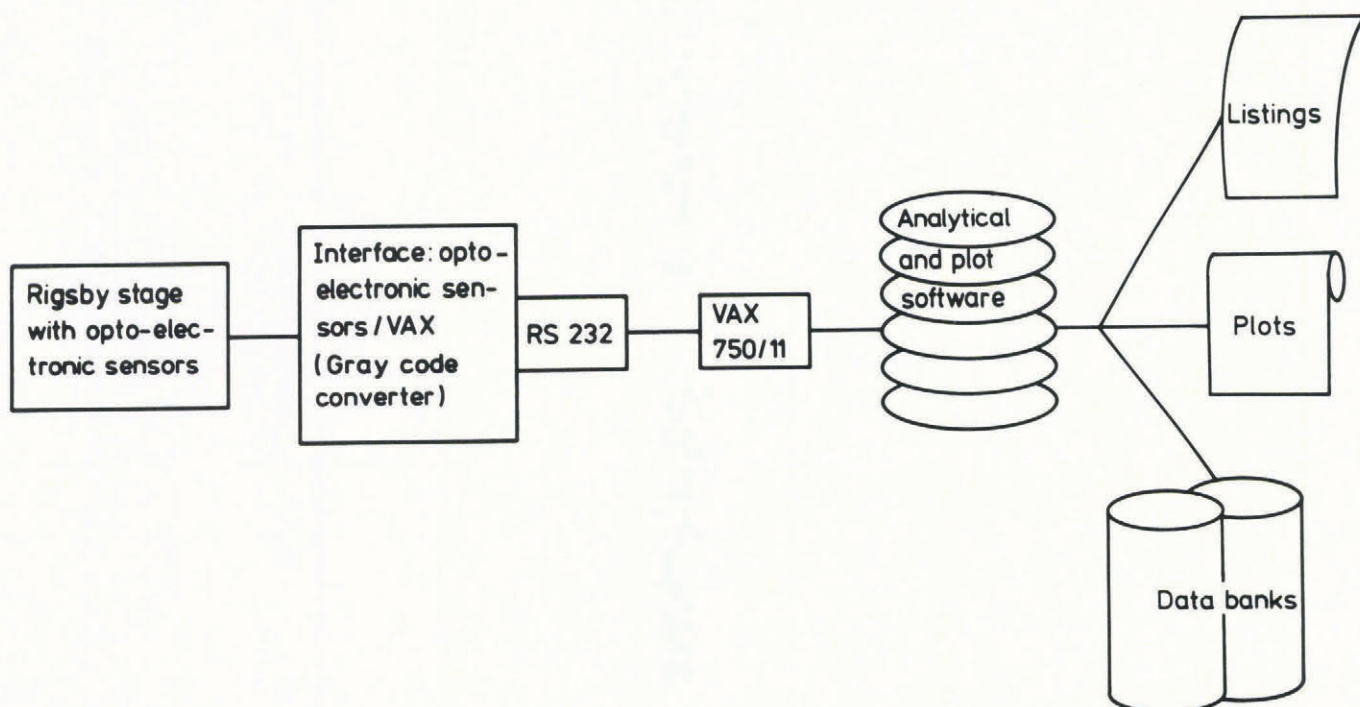 Rigsby stage
with opto-elec-
tronic sensors
Interface: opto-
electronic sen-
sors / VAX
(Gray code
converter)
RS 232
VAX
750/11
Analytical
and plot
software
Listings
Plots
Data banks